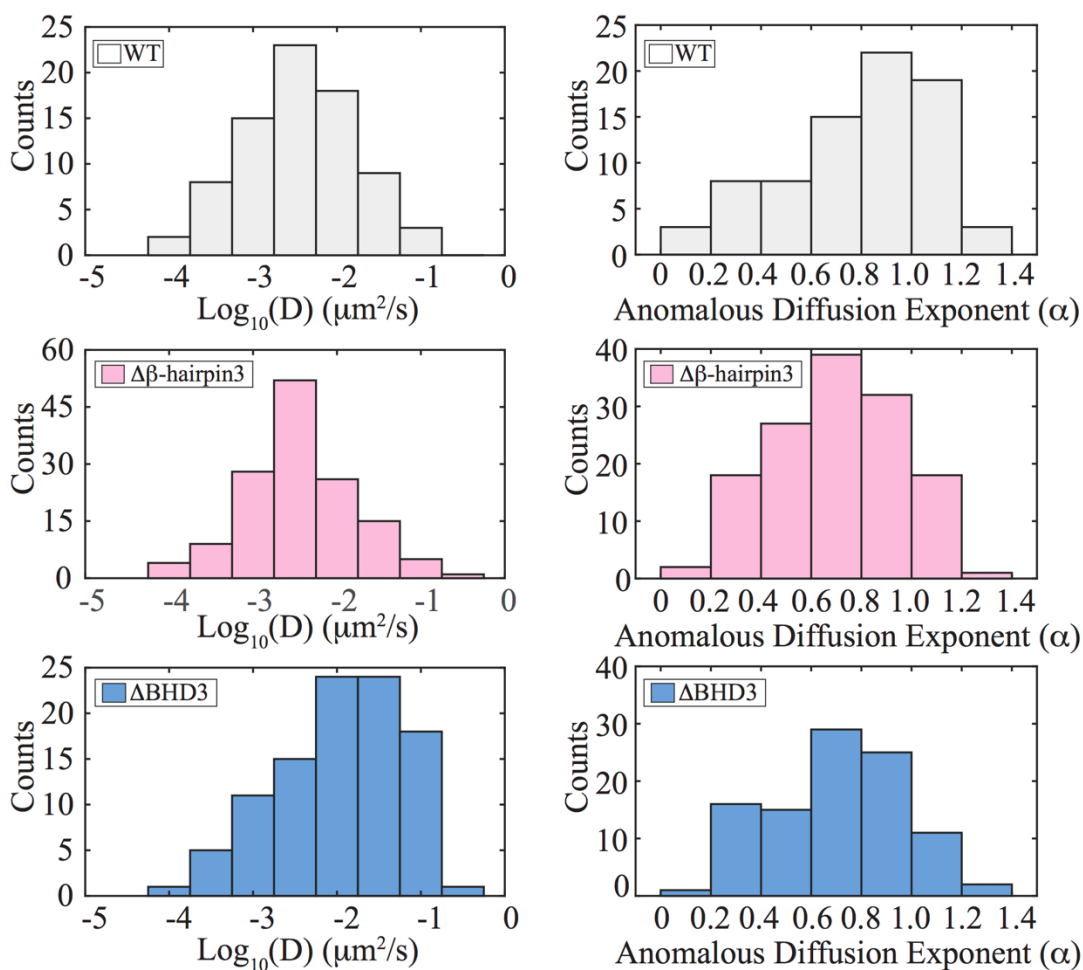 25
20
15
10
5
0
Counts
WT
-5 -4 -3 -2 -1 0
Log₁₀(D) (μm²/s)
25
20
15
10
5
0
Counts
WT
0 0.2 0.4 0.6 0.8 1.0 1.2 1.4
Anomalous Diffusion Exponent (α)
60
45
30
15
0
Counts
Δβ-hairpin3
-5 -4 -3 -2 -1 0
Log₁₀(D) (μm²/s)
40
30
20
10
0
Counts
Δβ-hairpin3
0 0.2 0.4 0.6 0.8 1.0 1.2 1.4
Anomalous Diffusion Exponent (α)
25
20
15
10
5
0
Counts
ΔBHD3
-5 -4 -3 -2 -1 0
Log₁₀(D) (μm²/s)
40
30
20
10
0
Counts
ΔBHD3
0 0.2 0.4 0.6 0.8 1.0 1.2 1.4
Anomalous Diffusion Exponent (α)